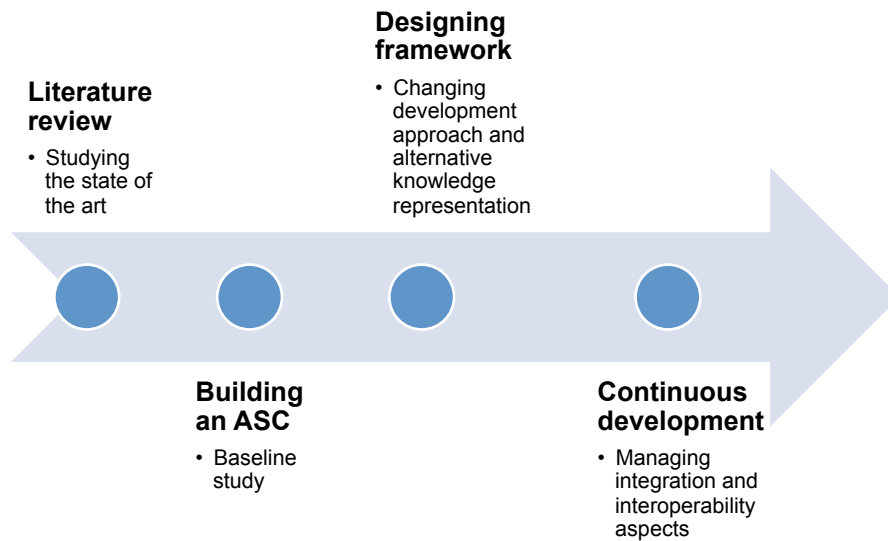 Literature
review
• Studying
the state of
the art
Building
an ASC
• Baseline
study
Designing
framework
• Changing
development
approach and
alternative
knowledge
representation
Continuous
development
• Managing
integration and
interoperability
aspects